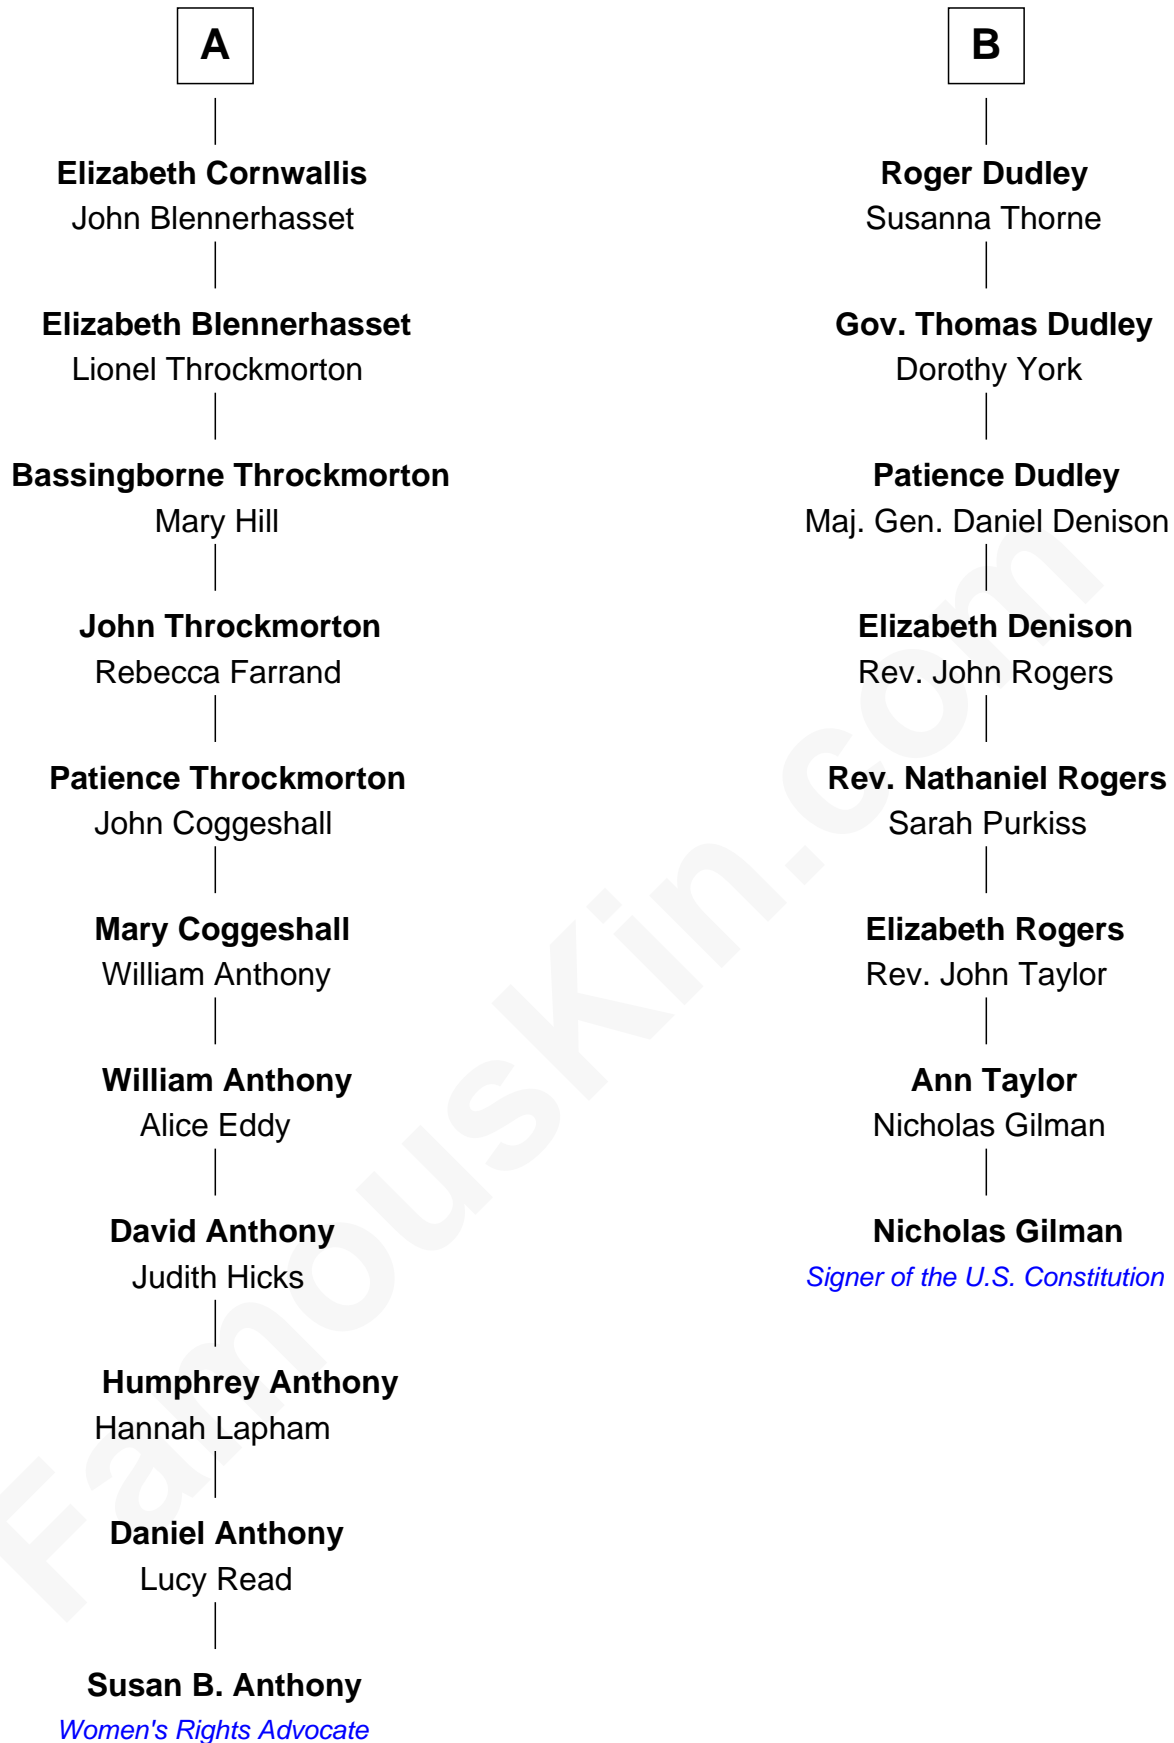 A
Elizabeth Cornwallis
John Blennerhasset
Elizabeth Blennerhasset
Lionel Throckmorton
Bassingborne Throckmorton
Mary Hill
John Throckmorton
Rebecca Farrand
Patience Throckmorton
John Coggeshall
Mary Coggeshall
William Anthony
William Anthony
Alice Eddy
David Anthony
Judith Hicks
Humphrey Anthony
Hannah Lapham
Daniel Anthony
Lucy Read
Susan B. Anthony
Women's Rights Advocate
B
Roger Dudley
Susanna Thorne
Gov. Thomas Dudley
Dorothy York
Patience Dudley
Maj. Gen. Daniel Denison
Elizabeth Denison
Rev. John Rogers
Rev. Nathaniel Rogers
Sarah Purkiss
Elizabeth Rogers
Rev. John Taylor
Ann Taylor
Nicholas Gilman
Nicholas Gilman
Signer of the U.S. Constitution
FamousKin.com